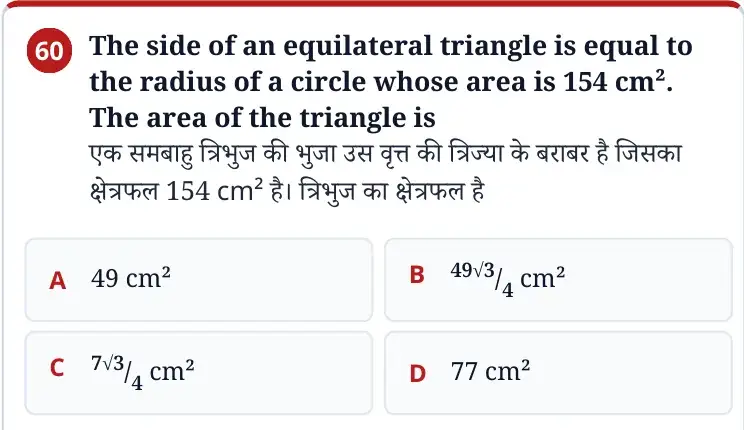 60 The side of an equilateral triangle is equal to
the radius of a circle whose area is 154 cm².
The area of the triangle is
एक समबाहु त्रिभुज की भुजा उस वृत्त की त्रिज्या के बराबर है जिसका
क्षेत्रफल 154 cm² है। त्रिभुज का क्षेत्रफल है
A 49 cm²
B 49√3/4 cm²
C 7√3/4 cm²
D 77 cm²